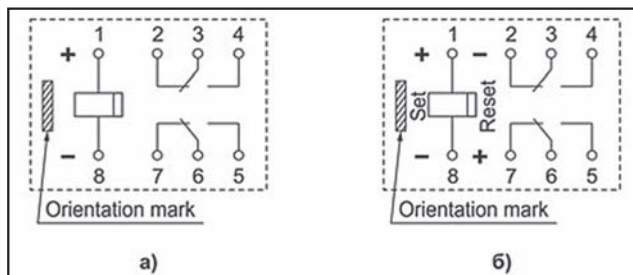 + 1 2 3 4
- 8 7 6 5
Orientation mark
а)
+ 1 - 2 3 4
Set Reset
- 8 + 7 6 5
Orientation mark
б)